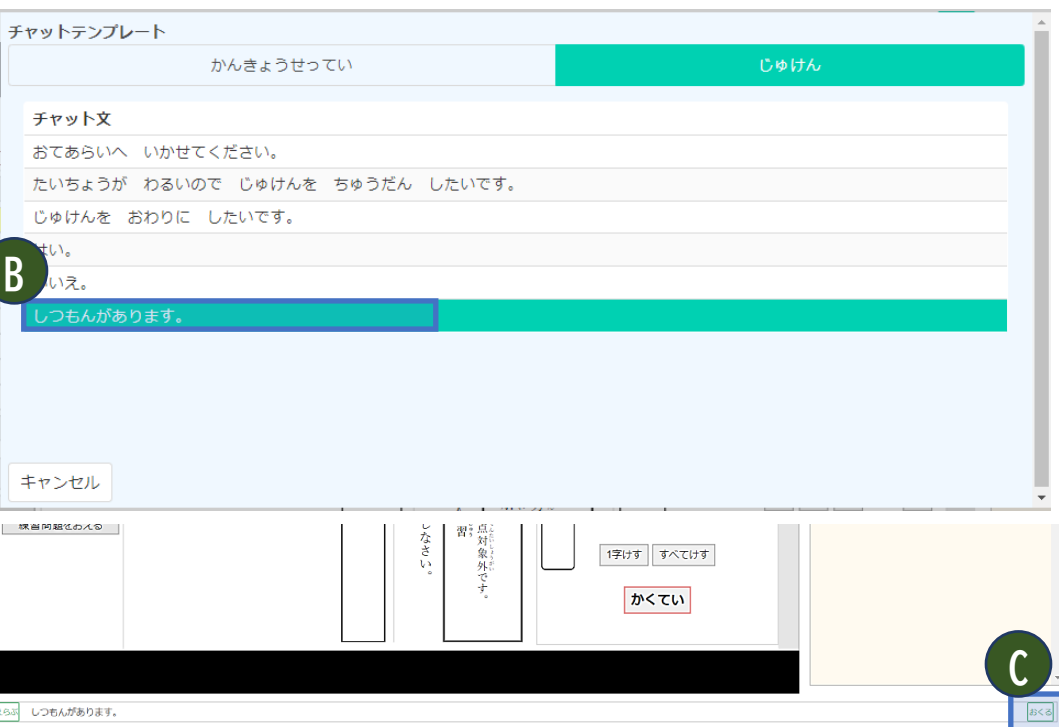 チャットテンプレート
かんきょうせってい
じゅけん
チャット文
おてあらいへ　いかせてください。
たいちょうが　わるいので　じゅけんを　ちゅうだん　したいです。
じゅけんを　おわりに　したいです。
はい。
B
いえ。
しつもんがあります。
キャンセル
練習問題をおえる
しなさい。
習
しゅう
点対象外です。
1字けす
すべてけす
かくてい
C
らぶ
しつもんがあります。
おくる